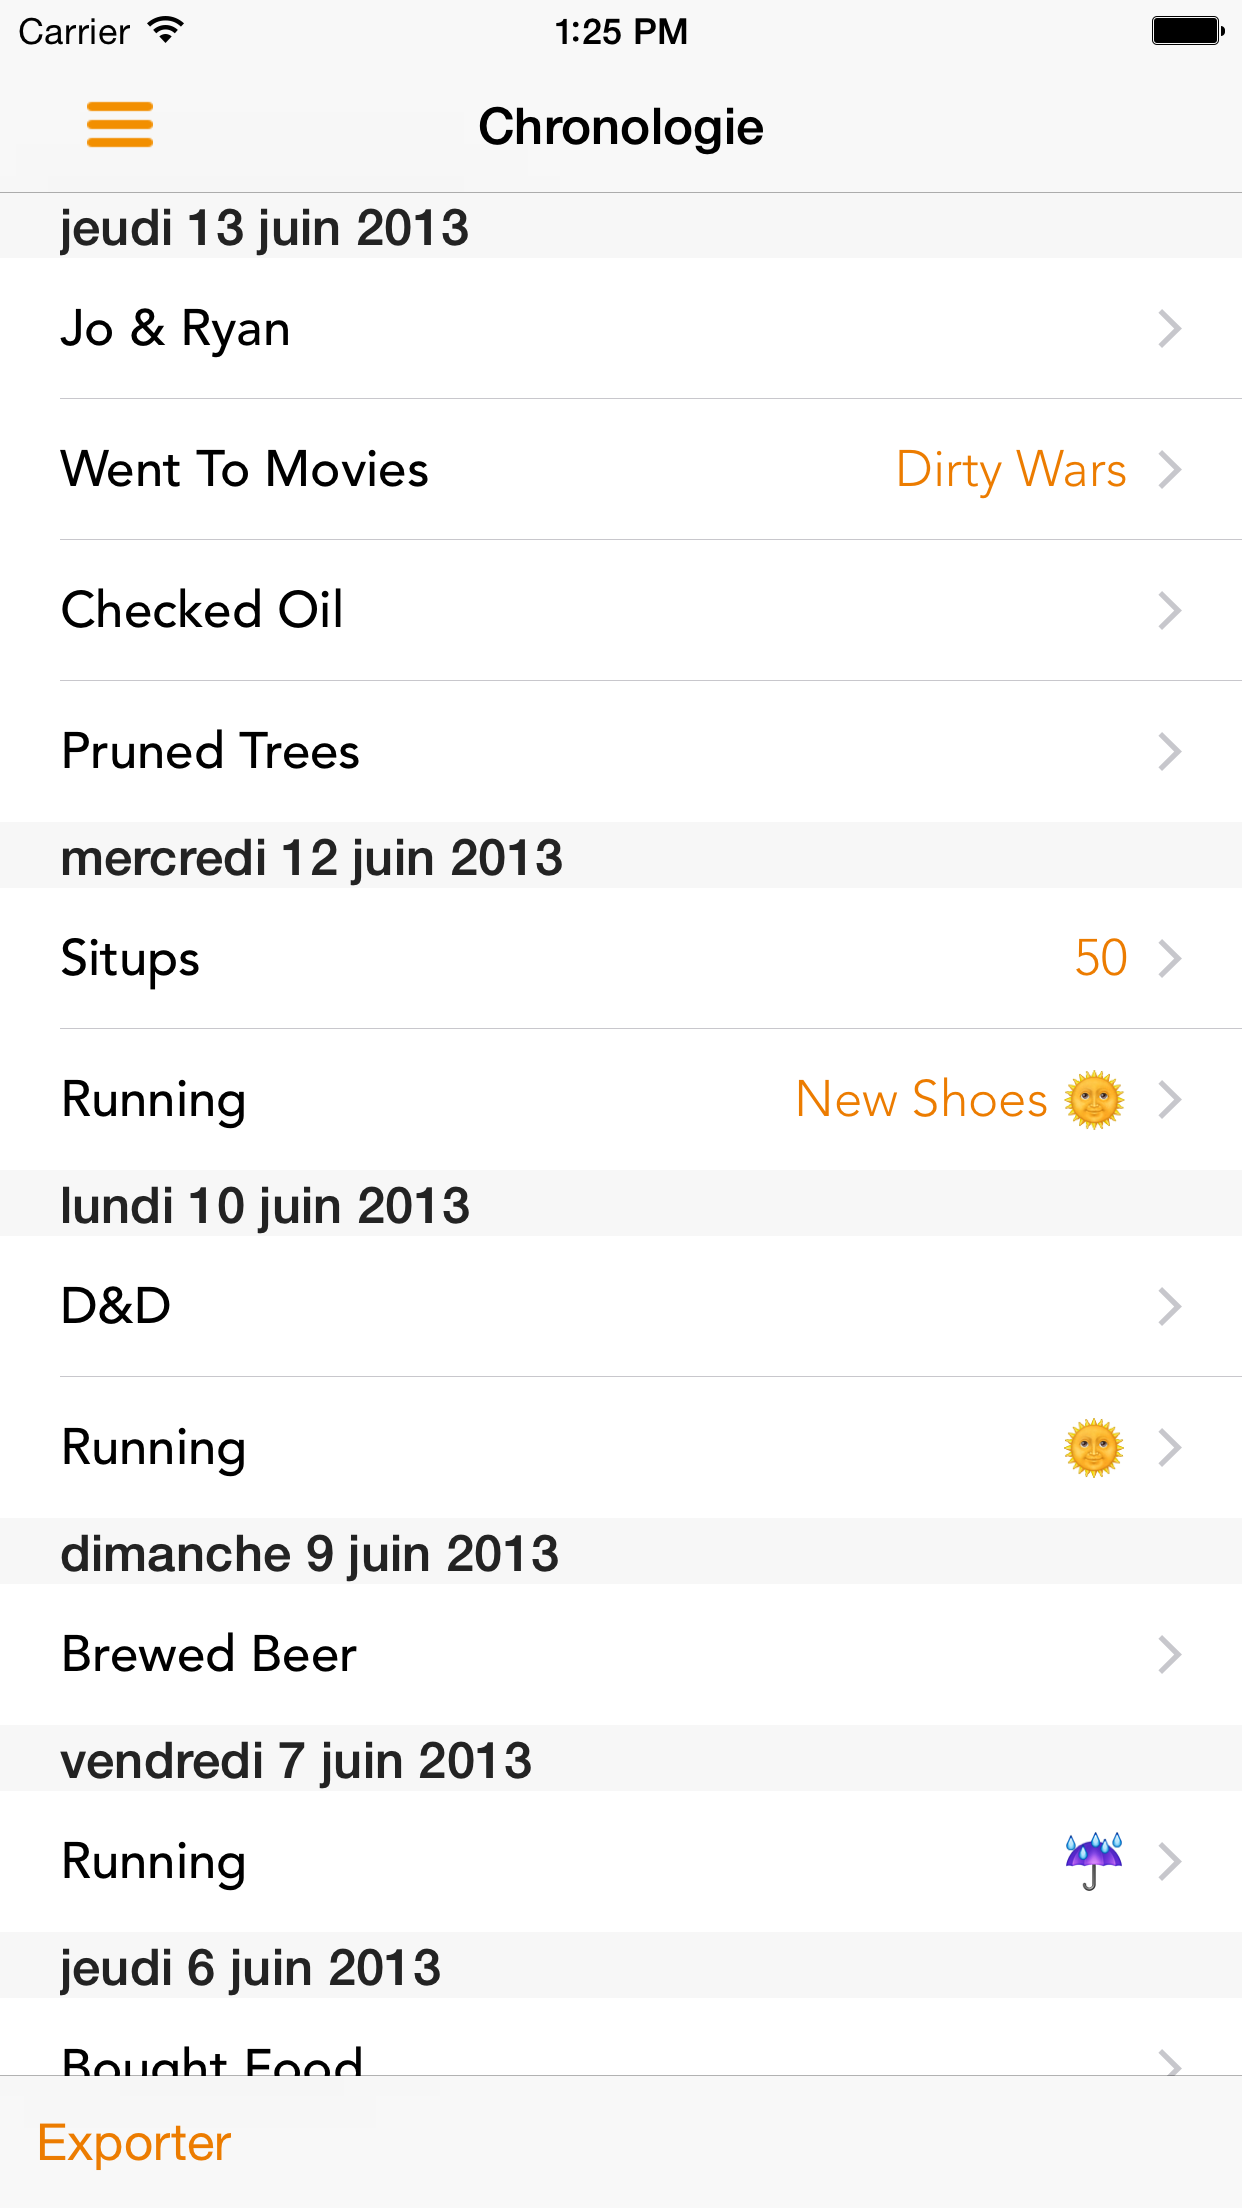 Carrier 1:25 PM
Chronologie
jeudi 13 juin 2013
Jo & Ryan
Went To Movies Dirty Wars
Checked Oil
Pruned Trees
mercredi 12 juin 2013
Situps 50
Running New Shoes 🌞
lundi 10 juin 2013
D&D
Running 🌞
dimanche 9 juin 2013
Brewed Beer
vendredi 7 juin 2013
Running ☔
jeudi 6 juin 2013
Bought Food
Exporter